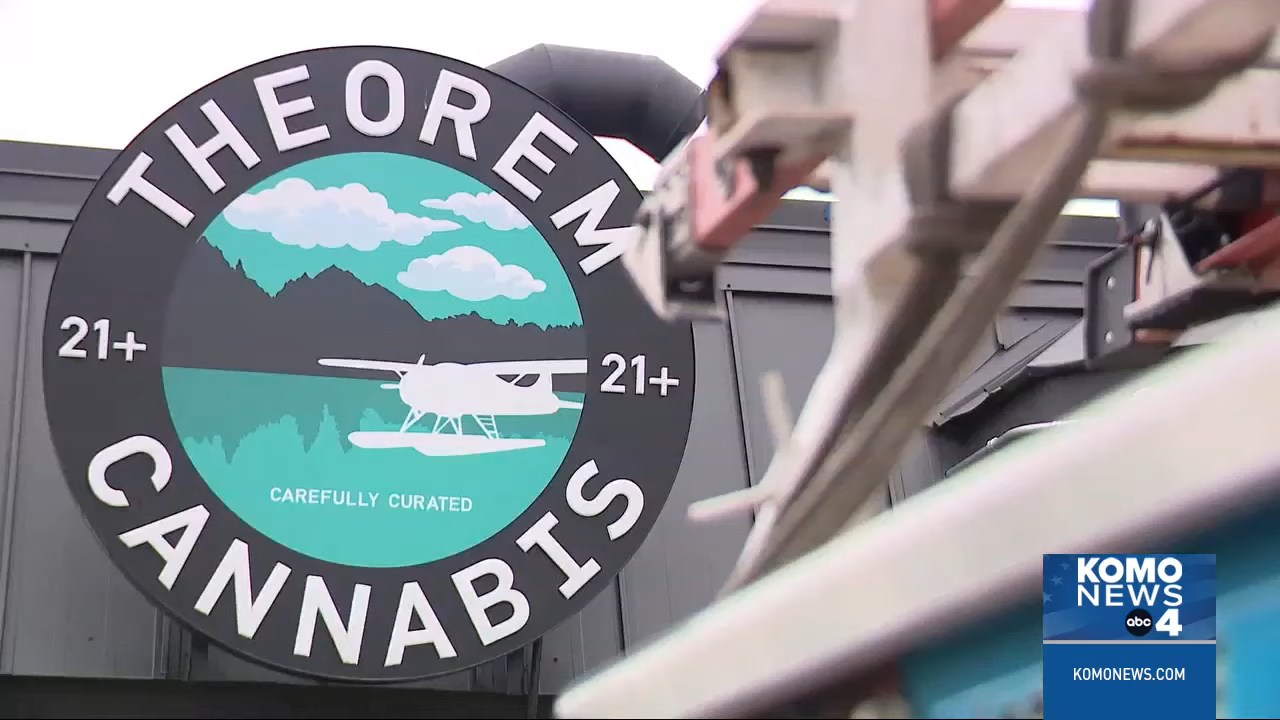 THEOREM
21+
21+
CAREFULLY CURATED
CANNABIS
KOMO
NEWS
abc 4
KOMONEWS.COM